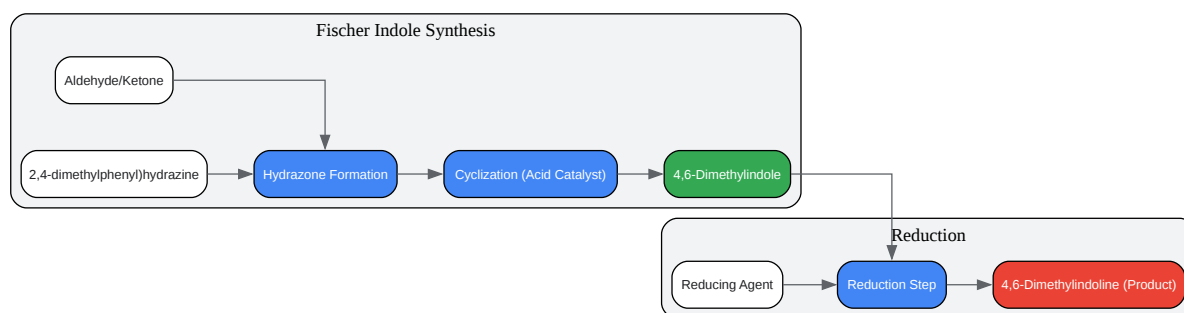 Fischer Indole Synthesis
Aldehyde/Ketone
2,4-dimethylphenyl)hydrazine
Hydrazone Formation
Cyclization (Acid Catalyst)
4,6-Dimethylindole
Reduction
Reducing Agent
Reduction Step
4,6-Dimethylindoline (Product)